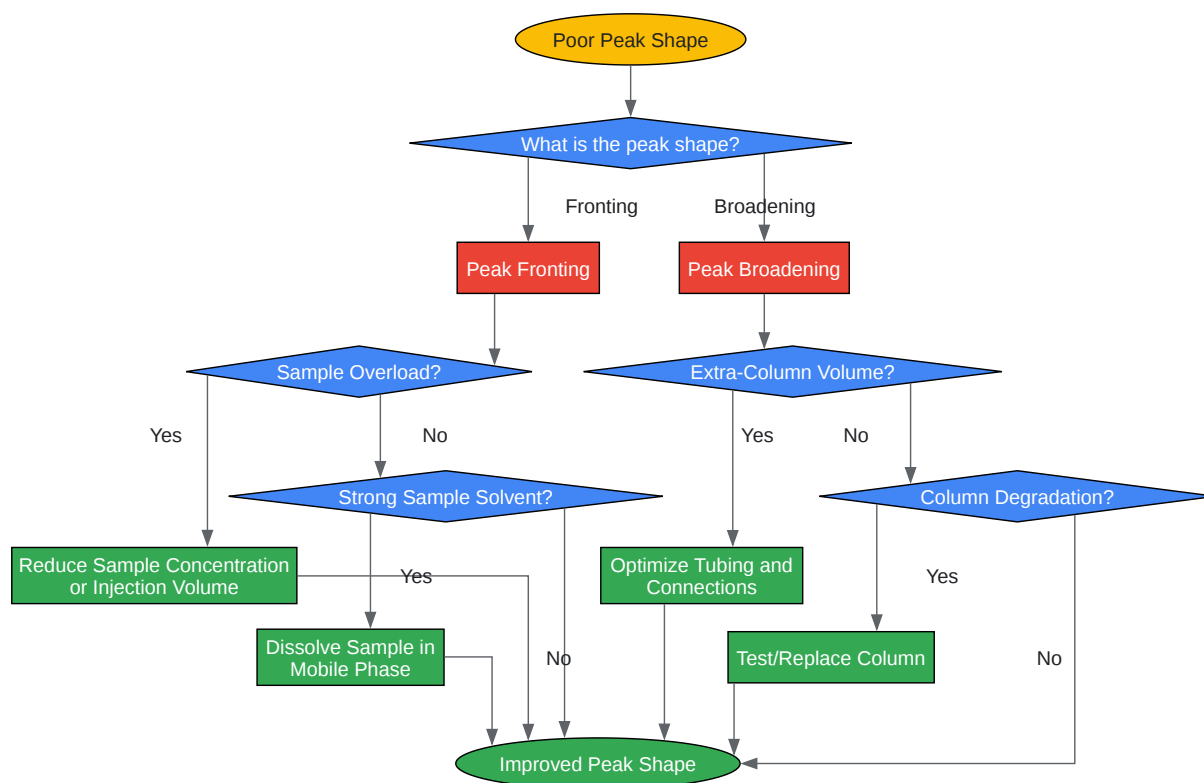 Poor Peak Shape
What is the peak shape?
Fronting
Broadening
Peak Fronting
Peak Broadening
Sample Overload?
Extra-Column Volume?
Yes
No
Yes
No
Strong Sample Solvent?
Column Degradation?
Reduce Sample Concentration
or Injection Volume
Yes
Optimize Tubing and
Connections
Yes
Dissolve Sample in
Mobile Phase
No
Test/Replace Column
No
Improved Peak Shape